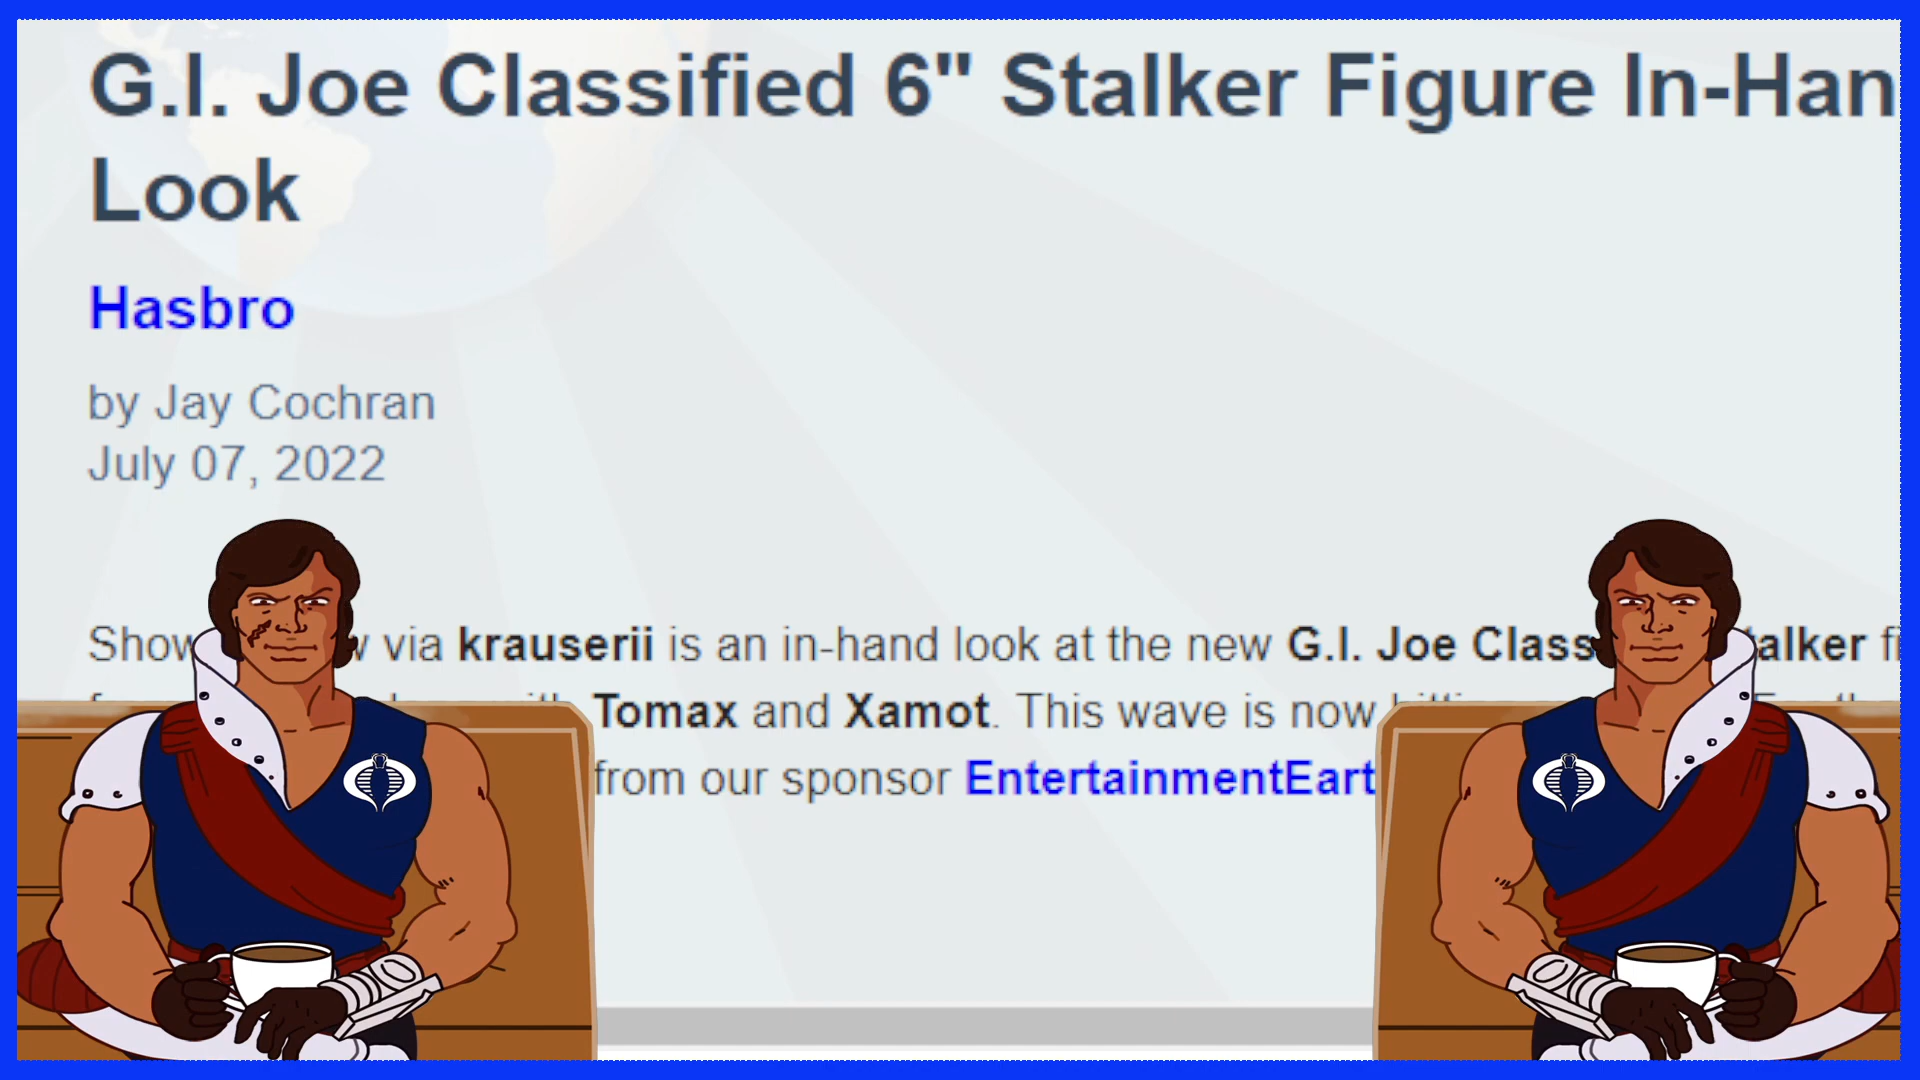 G.I. Joe Classified 6" Stalker Figure In-Han
Look
Hasbro
by Jay Cochran
July 07, 2022
Show via krauserii is an in-hand look at the new G.I. Joe Class talker
Tomax and Xamot. This wave is now
from our sponsor EntertainmentEart